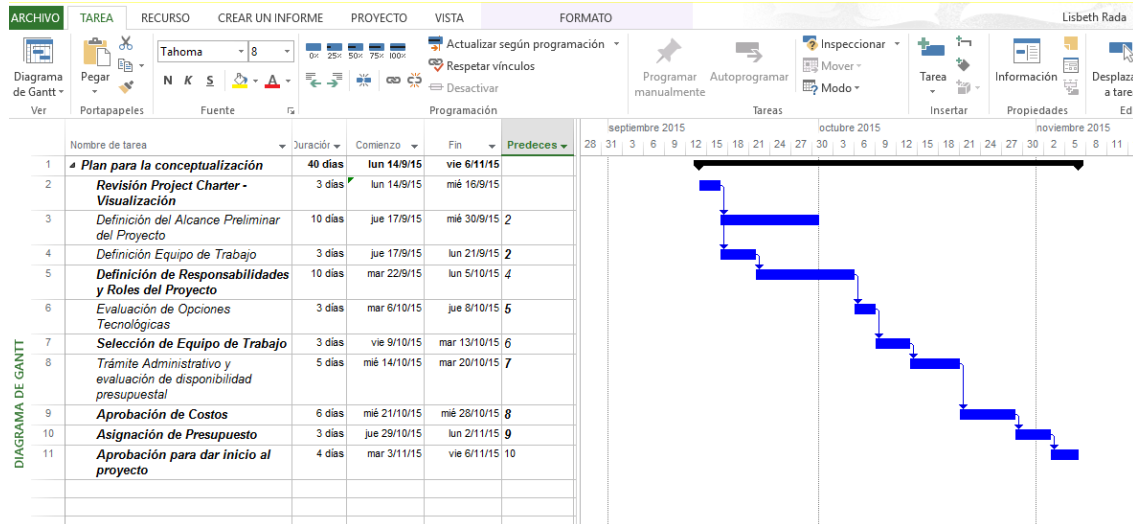 ARCHIVO TAREA RECURSO CREAR UN INFORME PROYECTO VISTA FORMATO Lisbeth Rada
Diagrama de Gantt
Ver
Pegar
Portapapeles
Tahoma 8
N K S A
Fuente
0× 25× 50× 75× 100×
Actualizar según programación
Respetar vínculos
Desactivar
Programación
Programar manualmente
Autoprogramar
Inspeccionar
Mover
Modo
Tareas
Tarea
Insertar
Información
Propiedades
Desplaza
a tare
Ed
Nombre de tarea Duración Comienzo Fin Predeces
septiembre 2015 octubre 2015 noviembre 2015
28 31 3 6 9 12 15 18 21 24 27 30 3 6 9 12 15 18 21 24 27 30 2 5 8 11
1 Plan para la conceptualización 40 días lun 14/9/15 vie 6/11/15
2 Revisión Project Charter - 3 días lun 14/9/15 mié 16/9/15
Visualización
3 Definición del Alcance Preliminar 10 días jue 17/9/15 mié 30/9/15 2
del Proyecto
4 Definición Equipo de Trabajo 3 días jue 17/9/15 lun 21/9/15 2
5 Definición de Responsabilidades 10 días mar 22/9/15 lun 5/10/15 4
y Roles del Proyecto
6 Evaluación de Opciones 3 días mar 6/10/15 jue 8/10/15 5
Tecnológicas
7 Selección de Equipo de Trabajo 3 días vie 9/10/15 mar 13/10/15 6
8 Trámite Administrativo y 5 días mié 14/10/15 mar 20/10/15 7
evaluación de disponibilidad
presupuestal
9 Aprobación de Costos 6 días mié 21/10/15 mié 28/10/15 8
10 Asignación de Presupuesto 3 días jue 29/10/15 lun 2/11/15 9
11 Aprobación para dar inicio al 4 días mar 3/11/15 vie 6/11/15 10
proyecto
DIAGRAMA DE GANTT